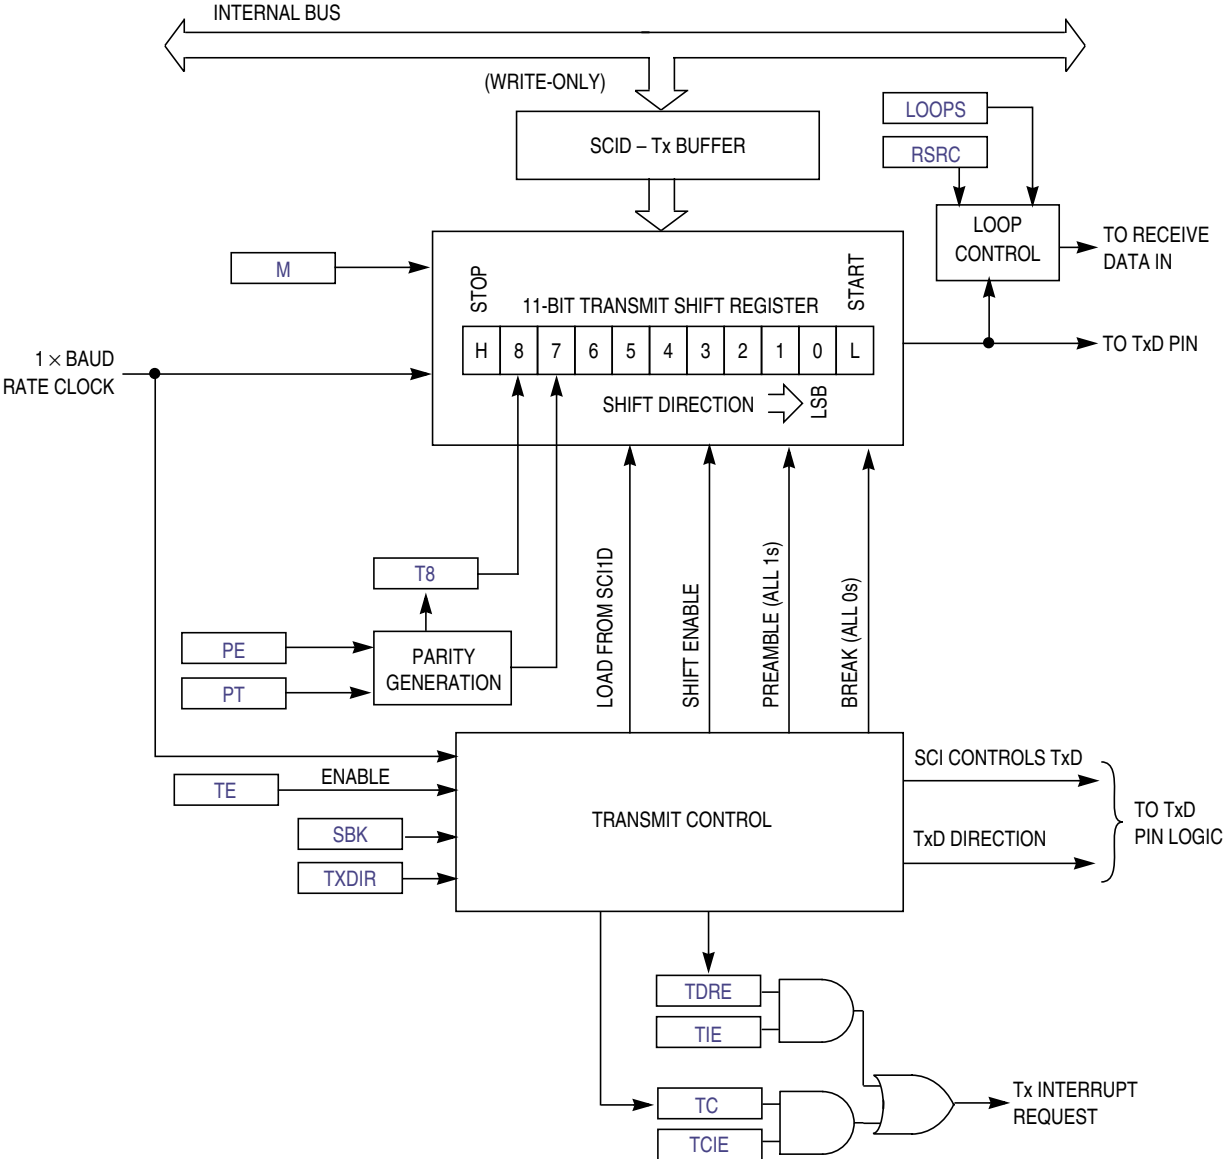 INTERNAL BUS
(WRITE-ONLY)
SCID – Tx BUFFER
LOOPS
RSRC
LOOP
CONTROL
TO RECEIVE
DATA IN
M
STOP
11-BIT TRANSMIT SHIFT REGISTER
START
H 8 7 6 5 4 3 2 1 0 L
TO TxD PIN
1 × BAUD
RATE CLOCK
SHIFT DIRECTION
LSB
T8
PE
PT
PARITY
GENERATION
LOAD FROM SCI1D
SHIFT ENABLE
PREAMBLE (ALL 1s)
BREAK (ALL 0s)
TE
ENABLE
SBK
TXDIR
TRANSMIT CONTROL
SCI CONTROLS TxD
TxD DIRECTION
TO TxD
PIN LOGIC
TDRE
TIE
TC
TCIE
Tx INTERRUPT
REQUEST